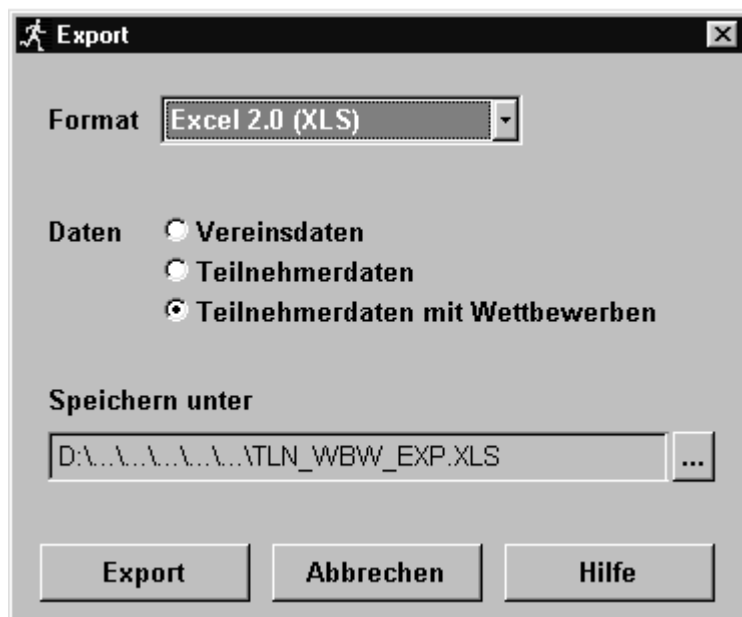 Export
Format Excel 2.0 (XLS)
Daten Vereinsdaten
Teilnehmerdaten
Teilnehmerdaten mit Wettbewerben
Speichern unter
D:\...\...\...\...\...\TLN_WBW_EXP.XLS ...
Export Abbrechen Hilfe